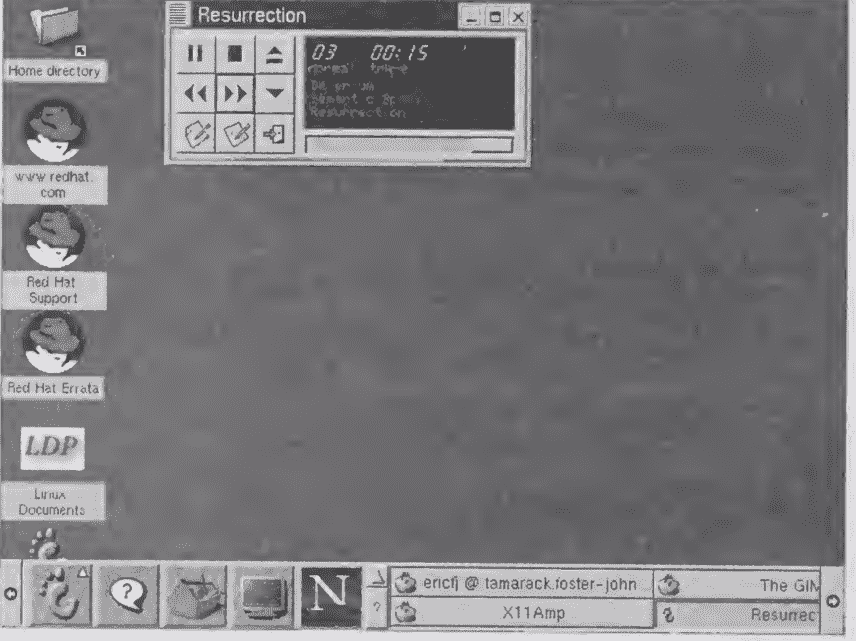 Resurrection
Home directory
03 00:15
normal
Resurrection
www.redhat.
com
Red Hat
Support
Red Hat Errata
LDP
Linux
Documents
?
N
?
ericfj @ tamarack.foster-john
The GIM
X11Amp
Resurrec